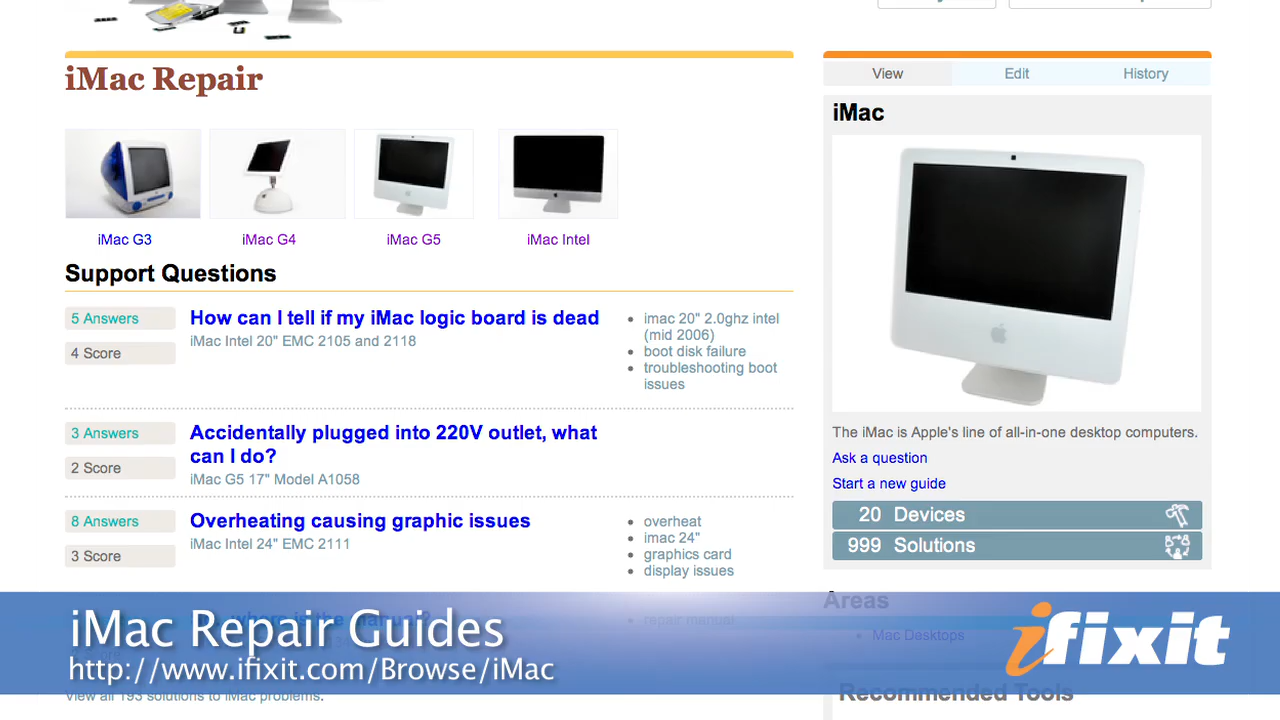 iMac Repair
iMac G3
iMac G4
iMac G5
iMac Intel
Support Questions
5 Answers
4 Score
How can I tell if my iMac logic board is dead
iMac Intel 20" EMC 2105 and 2118
imac 20" 2.0ghz intel
(mid 2006)
boot disk failure
troubleshooting boot
issues
3 Answers
2 Score
Accidentally plugged into 220V outlet, what
can I do?
iMac G5 17" Model A1058
8 Answers
3 Score
Overheating causing graphic issues
iMac Intel 24" EMC 2111
overheat
imac 24"
graphics card
display issues
repair manual
View all 193 solutions to iMac problems.
View
Edit
History
iMac
The iMac is Apple's line of all-in-one desktop computers.
Ask a question
Start a new guide
20 Devices
999 Solutions
Areas
Mac Desktops
Recommended Tools
iMac Repair Guides
http://www.ifixit.com/Browse/iMac
ifixit